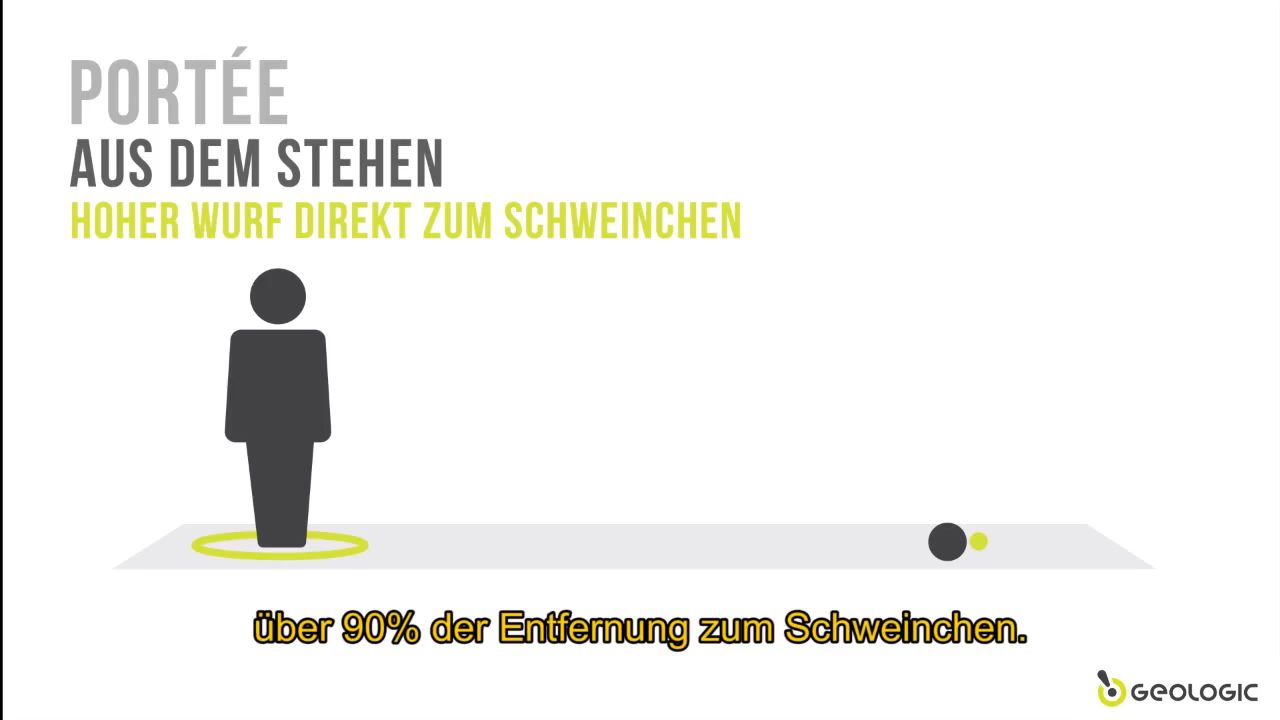 PORTÉE
AUS DEM STEHEN
HOHER WURF DIREKT ZUM SCHWEINCHEN
über 90% der Entfernung zum Schweinchen.
GEOLOGIC